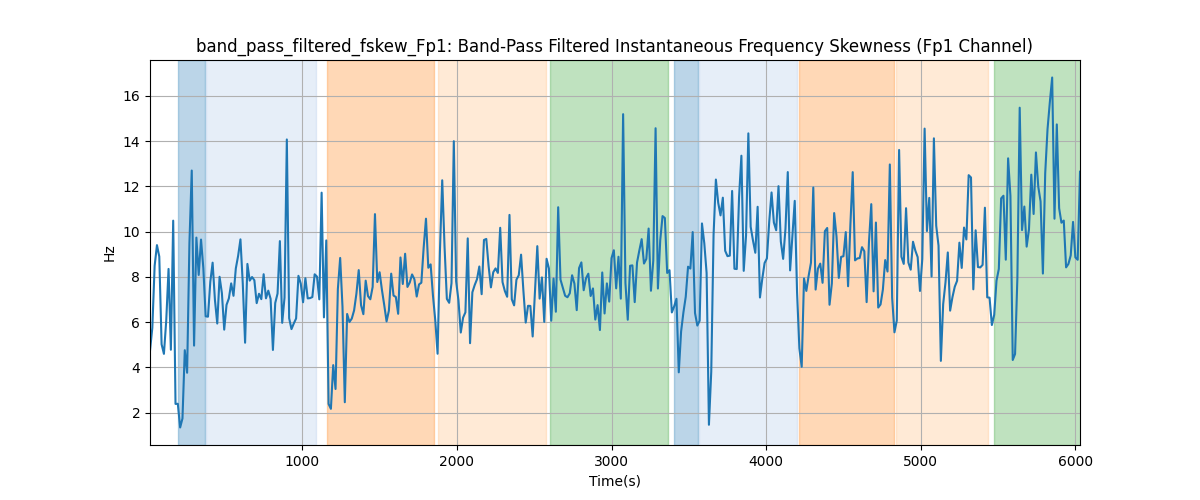 band_pass_filtered_fskew_Fp1: Band-Pass Filtered Instantaneous Frequency Skewness (Fp1 Channel)
16
14
12
10
8
6
4
2
Hz
1000 2000 3000 4000 5000 6000
Time(s)